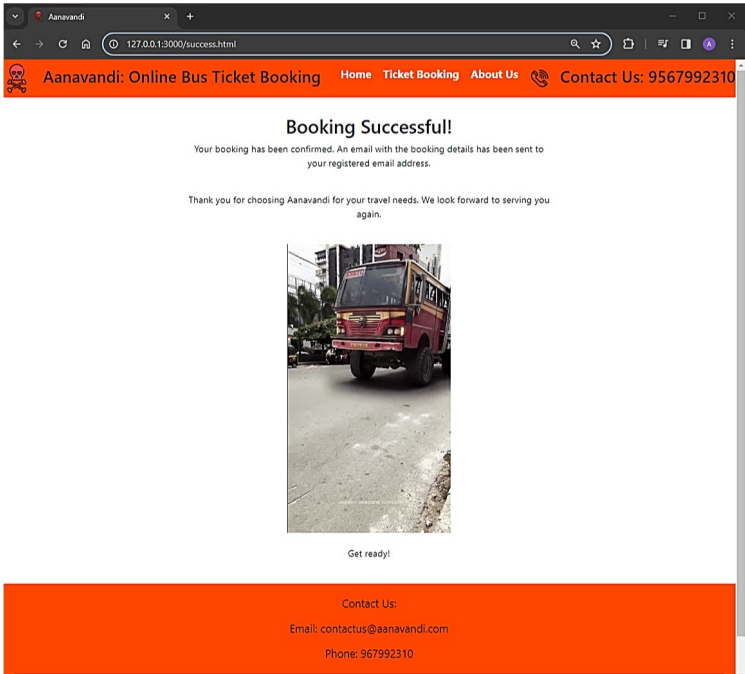 Aanavandi
127.0.0.1:3000/success.html
A
Aanavandi: Online Bus Ticket Booking
Home
Ticket Booking
About Us
Contact Us: 9567992310
Booking Successful!
Your booking has been confirmed. An email with the booking details has been sent to
your registered email address.
Thank you for choosing Aanavandi for your travel needs. We look forward to serving you
again.
Get ready!
Contact Us:
Email: contactus@aanavandi.com
Phone: 967992310